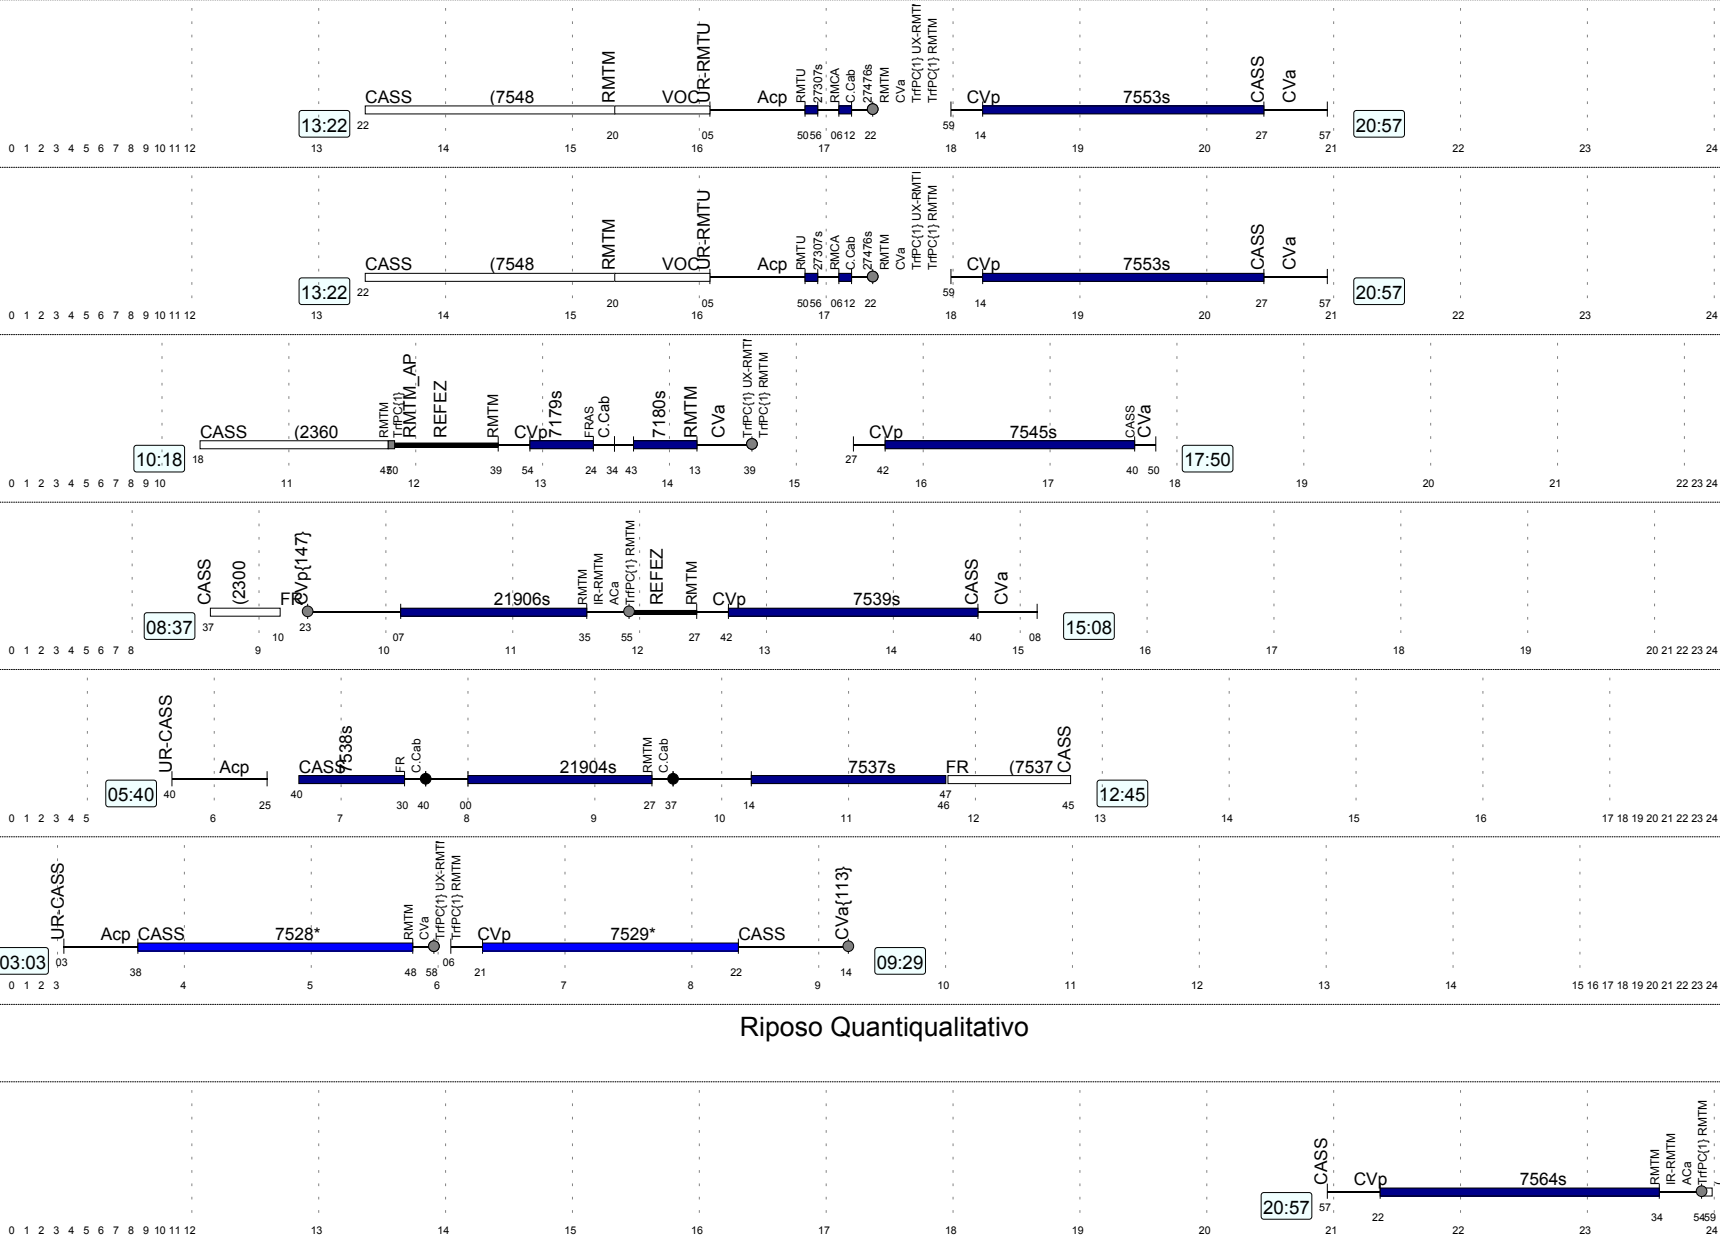 CASS (7548 RMTM VOC UR-RMTU Acp RMTU 27307s RMCA C.Cab 27476s RMTM CVa TrfPC{1} UX-RMTI TrfPC{1} RMTM CVp 7553s CASS CVa
13:22 22 20 05 50 56 06 12 22 59 14 27 57 20:57
0 1 2 3 4 5 6 7 8 9 10 11 12 13 14 15 16 17 18 19 20 21 22 23 24
CASS (7548 RMTM VOC UR-RMTU Acp RMTU 27307s RMCA C.Cab 27476s RMTM CVa TrfPC{1} UX-RMTI TrfPC{1} RMTM CVp 7553s CASS CVa
13:22 22 20 05 50 56 06 12 22 59 14 27 57 20:57
0 1 2 3 4 5 6 7 8 9 10 11 12 13 14 15 16 17 18 19 20 21 22 23 24
CASS (2360 RMTM TrfPC{1} RMTM_AP REFEZ RMTM CVp 7179s FRAS C.Cab 7180s RMTM CVa TrfPC{1} UX-RMTI TrfPC{1} RMTM CVp 7545s CASS CVa
10:18 18 50 39 54 24 34 43 13 39 27 42 40 50 17:50
0 1 2 3 4 5 6 7 8 9 10 11 12 13 14 15 16 17 18 19 20 21 22 23 24
CASS (2300 FR CVp{147} 21906s RMTM IR-RMTM ACa TrfPC{1} RMTM REFEZ RMTM CVp 7539s CASS CVa
08:37 37 10 23 07 35 55 27 42 40 08 15:08
0 1 2 3 4 5 6 7 8 9 10 11 12 13 14 15 16 17 18 19 20 21 22 23 24
UR-CASS Acp CASS 7538s FR C.Cab 21904s RMTM C.Cab 7537s FR (7537 CASS
05:40 40 25 40 30 40 00 27 37 14 47 46 45 12:45
0 1 2 3 4 5 6 7 8 9 10 11 12 13 14 15 16 17 18 19 20 21 22 23 24
UR-CASS Acp CASS 7528* RMTM CVa TrfPC{1} UX-RMTI TrfPC{1} RMTM CVp 7529* CASS CVa{113}
03:03 03 38 48 58 06 21 22 14 09:29
0 1 2 3 4 5 6 7 8 9 10 11 12 13 14 15 16 17 18 19 20 21 22 23 24
Riposo Quantiqualitativo
CASS CVp 7564s RMTM IR-RMTM ACa TrfPC{1} RMTM
20:57 57 22 34 54 59
0 1 2 3 4 5 6 7 8 9 10 11 12 13 14 15 16 17 18 19 20 21 22 23 24